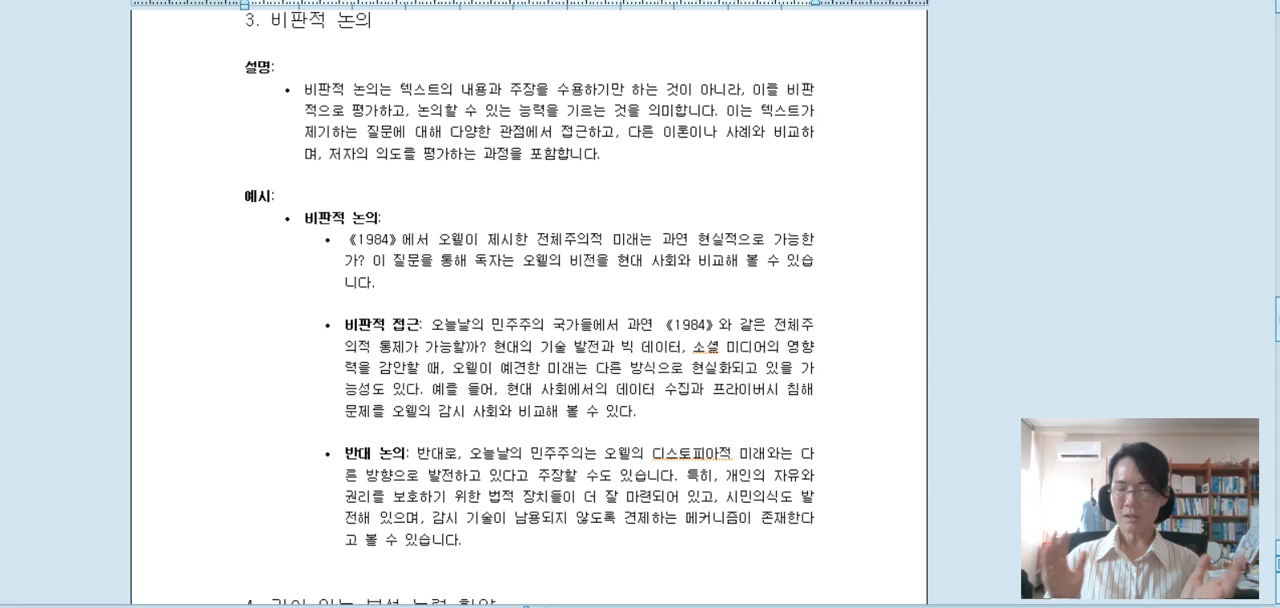 3. 비판적 논의
설명:
• 비판적 논의는 텍스트의 내용과 주장을 수용하기만 하는 것이 아니라, 이를 비판
적으로 평가하고, 논의할 수 있는 능력을 기르는 것을 의미합니다. 이는 텍스트가
제기하는 질문에 대해 다양한 관점에서 접근하고, 다른 이론이나 사례와 비교하
며, 저자의 의도를 평가하는 과정을 포함합니다.
예시:
• 비판적 논의:
• 《1984》에서 오웰이 제시한 전체주의적 미래는 과연 현실적으로 가능한
가? 이 질문을 통해 독자는 오웰의 비전을 현대 사회와 비교해 볼 수 있습
니다.
• 비판적 접근: 오늘날의 민주주의 국가들에서 과연 《1984》와 같은 전체주
의적 통제가 가능할까? 현대의 기술 발전과 빅 데이터, 소셜 미디어의 영향
력을 감안할 때, 오웰이 예견한 미래는 다른 방식으로 현실화되고 있을 가
능성도 있다. 예를 들어, 현대 사회에서의 데이터 수집과 프라이버시 침해
문제를 오웰의 감시 사회와 비교해 볼 수 있다.
• 반대 논의: 반대로, 오늘날의 민주주의는 오웰의 디스토피아적 미래와는 다
른 방향으로 발전하고 있다고 주장할 수도 있습니다. 특히, 개인의 자유와
권리를 보호하기 위한 법적 장치들이 더 잘 마련되어 있고, 시민의식도 발
전해 있으며, 감시 기술이 남용되지 않도록 견제하는 메커니즘이 존재한다
고 볼 수 있습니다.